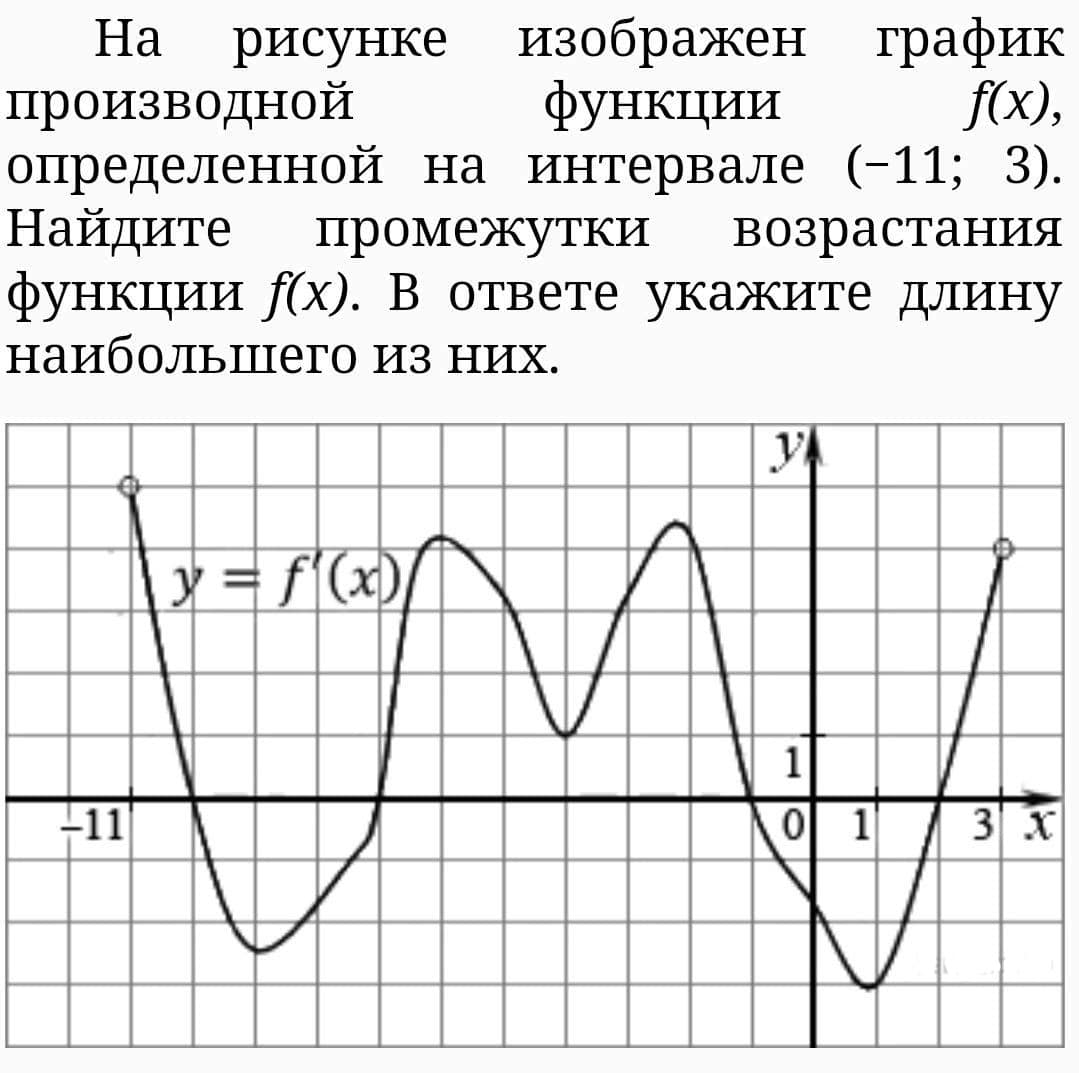 На рисунке изображен график
производной функции f(x),
определенной на интервале (−11; 3).
Найдите промежутки возрастания
функции f(x). В ответе укажите длину
наибольшего из них.
y
y = f′(x)
1
−11 0 1 3 x